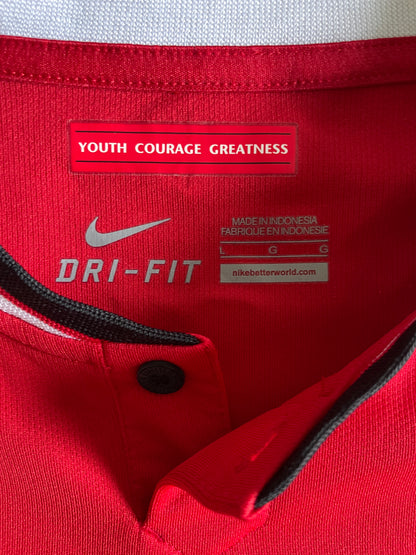 YOUTH COURAGE GREATNESS
DRI-FIT
MADE IN INDONESIA
FABRIQUÉ EN INDONÉSIE
L G G
nikebetterworld.com